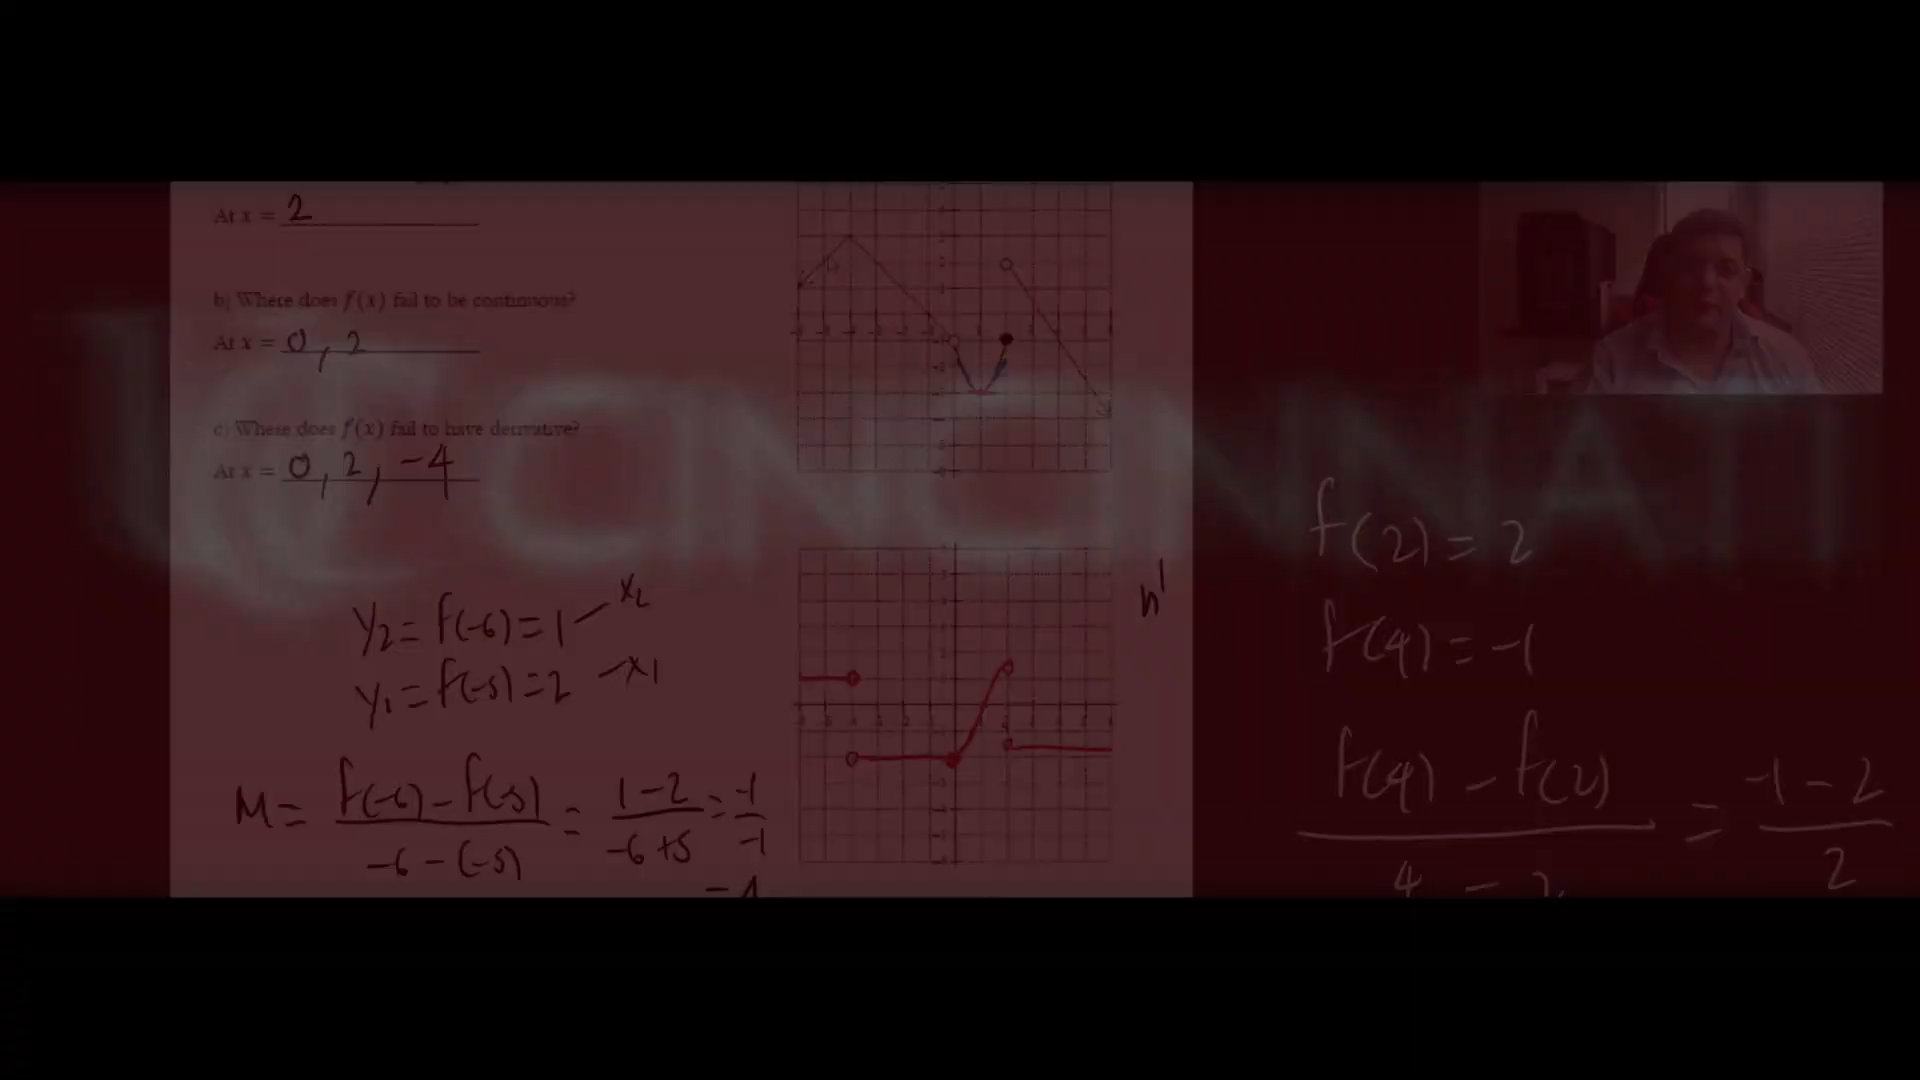 At x = 2
b) Where does f(x) fail to be continuous?
At x = 0, 2
c) Where does f(x) fail to have derivative?
At x = 0, 2, -4
CINCINNATI
y₂ = f(-6) = 1 — x₂
y₁ = f(-5) = 2 — x₁
M = f(-6) - f(-5) / -6 - (-5) = 1 - 2 / -6 + 5 = -1 / -1
h'
f(2) = 2
f(4) = -1
f(4) - f(2) / 4 - 2 = -1 - 2 / 2